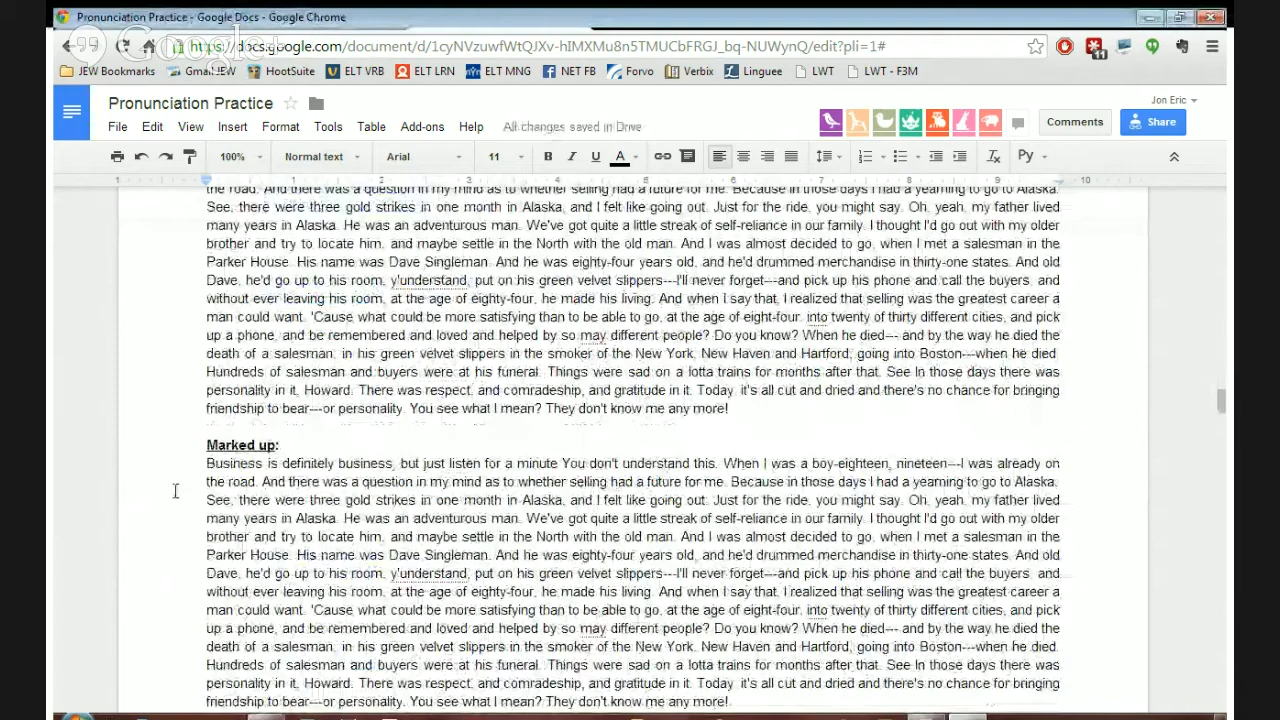 Pronunciation Practice - Google Docs - Google Chrome
https://docs.google.com/document/d/1cyNVzuwfWtQJXv-hIMXMu8n5TMUCbFRGJ_bq-NUWynQ/edit?pli=1#
Google+
11
JEW Bookmarks Gmail JEW HootSuite ELT VRB ELT LRN ELT MNG NET FB Forvo Verbix Linguee LWT LWT - F3M
Pronunciation Practice
Jon Eric
File Edit View Insert Format Tools Table Add-ons Help All changes saved in Drive
Comments Share
100% Normal text Arial 11 B I U A Py
1 1 2 3 4 5 6 7 8 9 10
the road. And there was a question in my mind as to whether selling had a future for me. Because in those days I had a yearning to go to Alaska.
See, there were three gold strikes in one month in Alaska, and I felt like going out. Just for the ride, you might say. Oh, yeah, my father lived
many years in Alaska. He was an adventurous man. We've got quite a little streak of self-reliance in our family. I thought I'd go out with my older
brother and try to locate him, and maybe settle in the North with the old man. And I was almost decided to go, when I met a salesman in the
Parker House. His name was Dave Singleman. And he was eighty-four years old, and he'd drummed merchandise in thirty-one states. And old
Dave, he'd go up to his room, y'understand, put on his green velvet slippers---I'll never forget---and pick up his phone and call the buyers, and
without ever leaving his room, at the age of eighty-four, he made his living. And when I say that, I realized that selling was the greatest career a
man could want. 'Cause what could be more satisfying than to be able to go, at the age of eight-four, into twenty of thirty different cities, and pick
up a phone, and be remembered and loved and helped by so may different people? Do you know? When he died--- and by the way he died the
death of a salesman, in his green velvet slippers in the smoker of the New York, New Haven and Hartford, going into Boston---when he died.
Hundreds of salesman and buyers were at his funeral. Things were sad on a lotta trains for months after that. See In those days there was
personality in it, Howard. There was respect, and comradeship, and gratitude in it. Today, it's all cut and dried and there's no chance for bringing
friendship to bear---or personality. You see what I mean? They don't know me any more!
Marked up:
Business is definitely business, but just listen for a minute You don't understand this. When I was a boy-eighteen, nineteen---I was already on
the road. And there was a question in my mind as to whether selling had a future for me. Because in those days I had a yearning to go to Alaska.
See, there were three gold strikes in one month in Alaska, and I felt like going out. Just for the ride, you might say. Oh, yeah, my father lived
many years in Alaska. He was an adventurous man. We've got quite a little streak of self-reliance in our family. I thought I'd go out with my older
brother and try to locate him, and maybe settle in the North with the old man. And I was almost decided to go, when I met a salesman in the
Parker House. His name was Dave Singleman. And he was eighty-four years old, and he'd drummed merchandise in thirty-one states. And old
Dave, he'd go up to his room, y'understand, put on his green velvet slippers---I'll never forget---and pick up his phone and call the buyers, and
without ever leaving his room, at the age of eighty-four, he made his living. And when I say that, I realized that selling was the greatest career a
man could want. 'Cause what could be more satisfying than to be able to go, at the age of eight-four, into twenty of thirty different cities, and pick
up a phone, and be remembered and loved and helped by so may different people? Do you know? When he died--- and by the way he died the
death of a salesman, in his green velvet slippers in the smoker of the New York, New Haven and Hartford, going into Boston---when he died.
Hundreds of salesman and buyers were at his funeral. Things were sad on a lotta trains for months after that. See In those days there was
personality in it, Howard. There was respect, and comradeship, and gratitude in it. Today, it's all cut and dried and there's no chance for bringing
friendship to bear---or personality. You see what I mean? They don't know me any more!